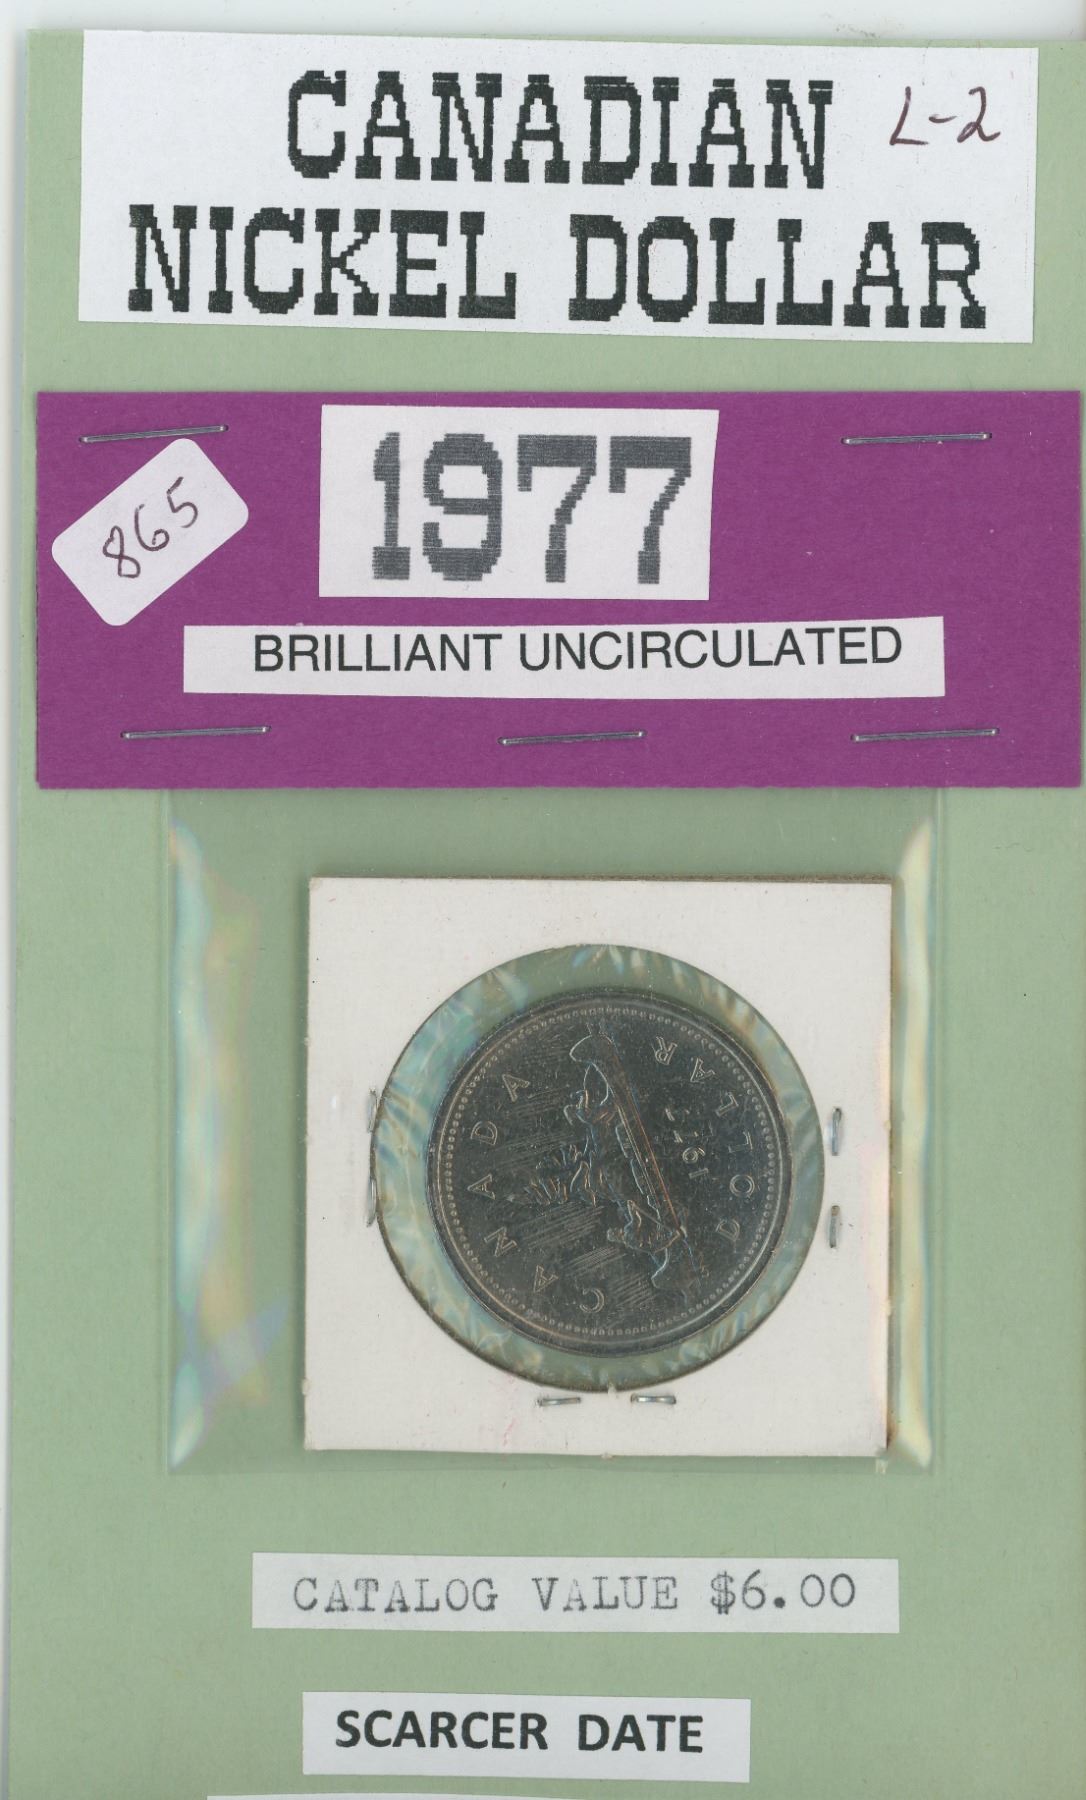 CANADIAN L-2
NICKEL DOLLAR
1977
865
BRILLIANT UNCIRCULATED
CANADA
1977
DOLLAR
CATALOG VALUE $6.00
SCARCER DATE